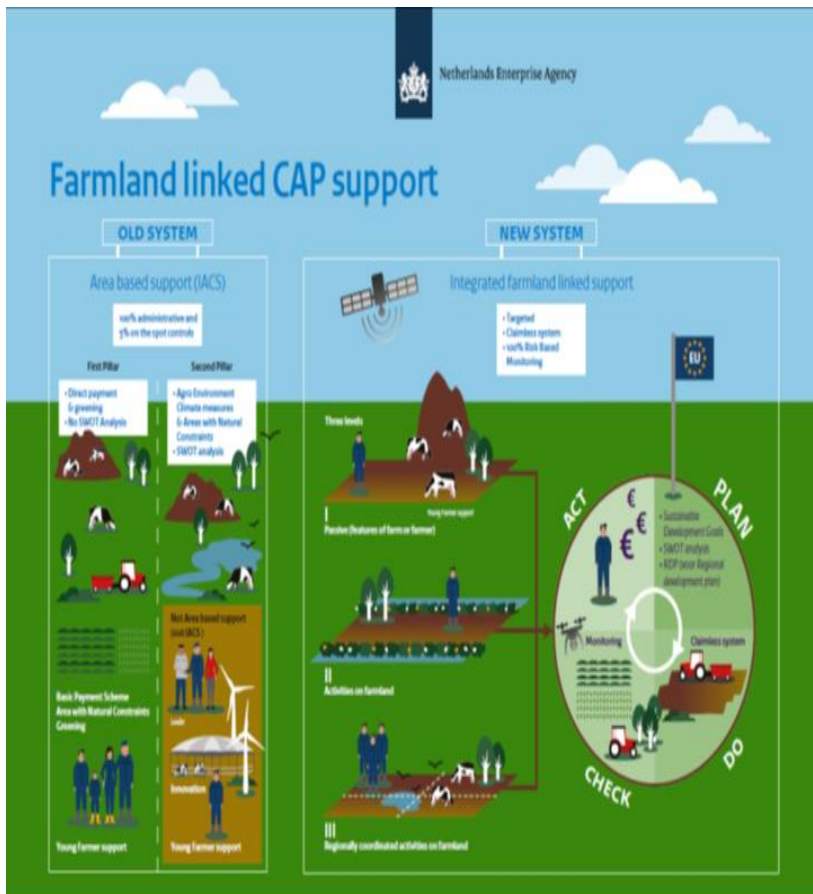 Netherlands Enterprise Agency
Farmland linked CAP support
OLD SYSTEM
Area based support (IACS)
100% administrative and
5% on the spot controls
First Pillar
• Direct payment
& greening
• No SWOT Analysis
Second Pillar
• Agro Environment
Climate measures
& Areas with Natural
Constraints
• SWOT analysis
Basic Payment Scheme
Area with Natural Constraints
Greening
Young Farmer support
Not Area based support
(not IACS)
Leader
Innovation
Young Farmer support
NEW SYSTEM
Integrated farmland linked support
• Targeted
• Claimless system
• 100% Risk Based
Monitoring
Three levels
Young Farmer support
I
Passive (features of farm or farmer)
II
Activities on farmland
III
Regionally coordinated activities on farmland
EU
ACT
PLAN
• Sustainable
Development Goals
• SWOT analysis
• RDP (voor Regional
development plan)
€
€
€
€
Monitoring
Claimless system
CHECK
DO